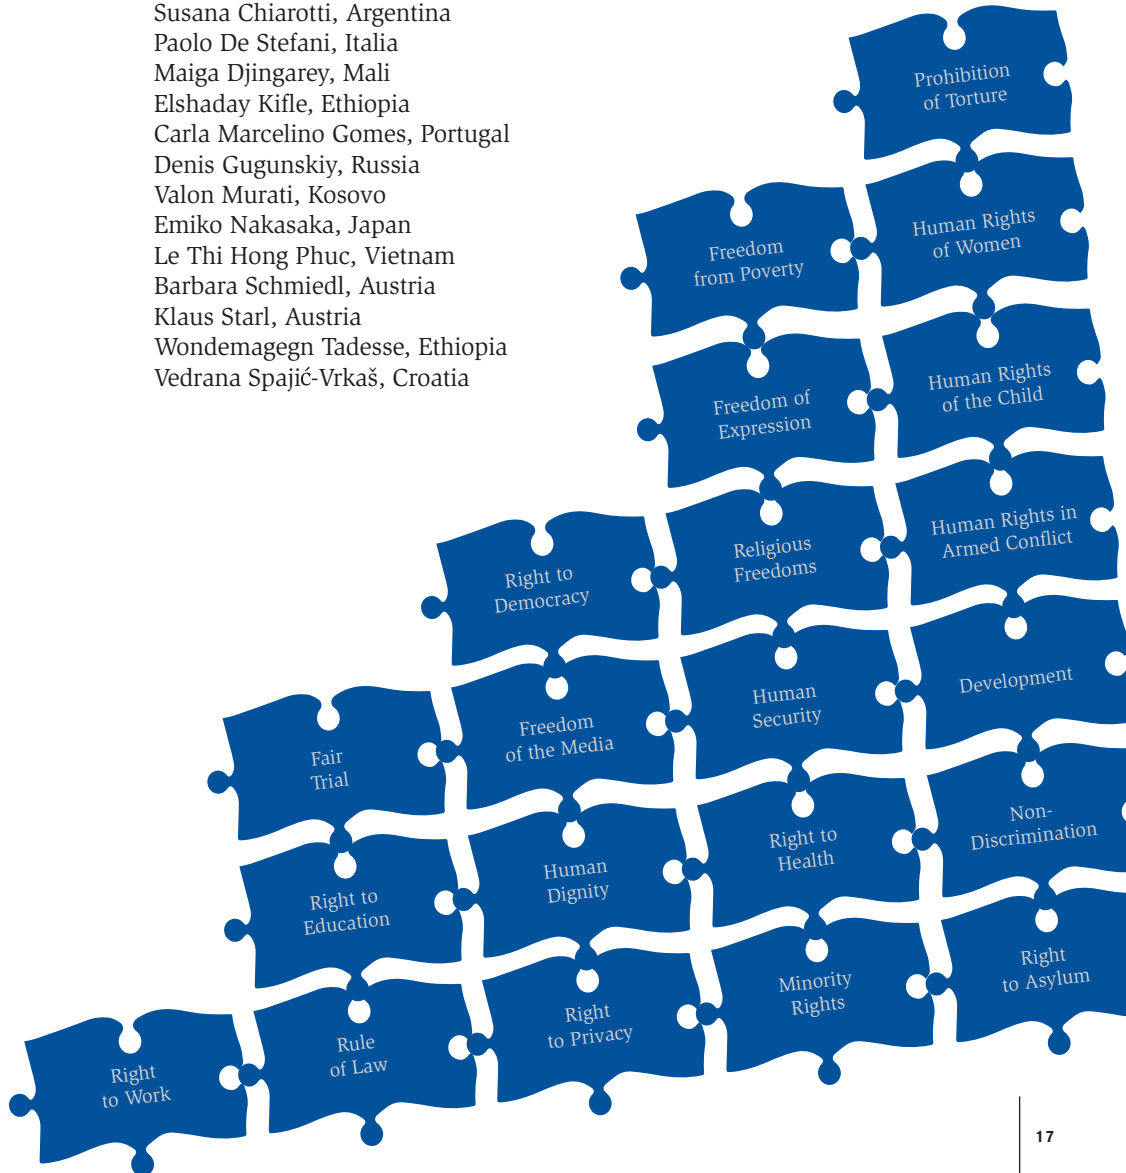 Susana Chiarotti, Argentina
Paolo De Stefani, Italia
Maiga Djingarey, Mali
Elshaday Kifle, Ethiopia
Carla Marcelino Gomes, Portugal
Denis Gugunskiy, Russia
Valon Murati, Kosovo
Emiko Nakasaka, Japan
Le Thi Hong Phuc, Vietnam
Barbara Schmiedl, Austria
Klaus Starl, Austria
Wondemagegn Tadesse, Ethiopia
Vedrana Spajić-Vrkaš, Croatia
Prohibition
of Torture
Freedom
from Poverty
Human Rights
of Women
Freedom of
Expression
Human Rights
of the Child
Right to
Democracy
Religious
Freedoms
Human Rights in
Armed Conflict
Fair
Trial
Freedom
of the Media
Human
Security
Development
Right to
Education
Human
Dignity
Right to
Health
Non-
Discrimination
Right
to Work
Rule
of Law
Right
to Privacy
Minority
Rights
Right
to Asylum
17